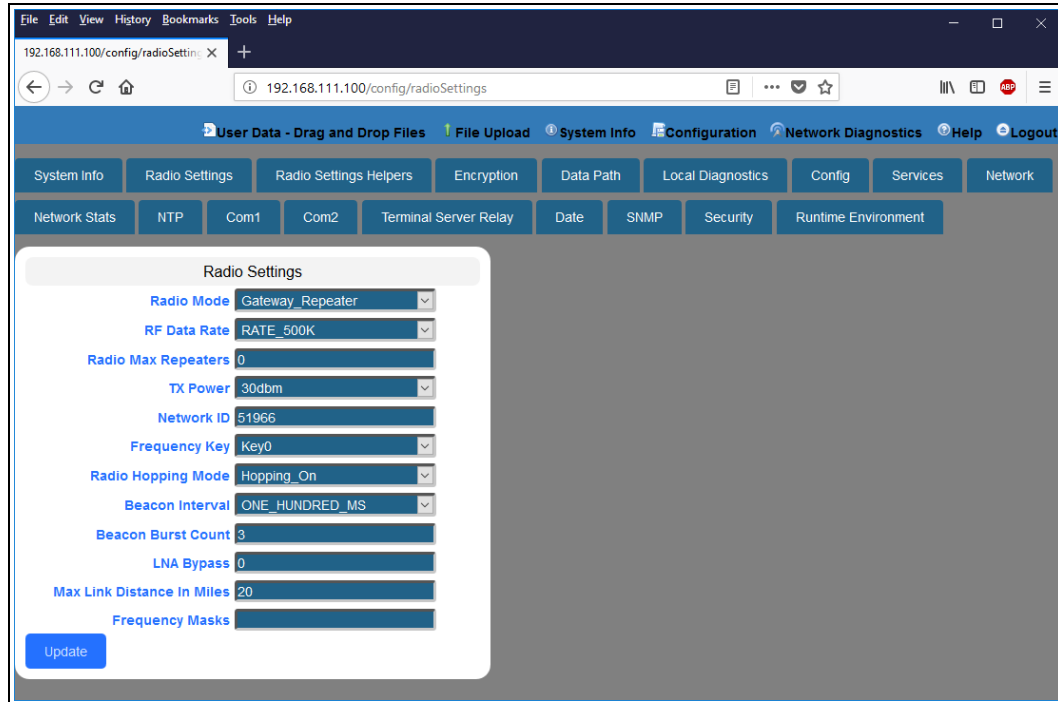 File Edit View History Bookmarks Tools Help
192.168.111.100/config/radioSetting
192.168.111.100/config/radioSettings ABP
User Data - Drag and Drop Files File Upload System Info Configuration Network Diagnostics Help Logout
System Info Radio Settings Radio Settings Helpers Encryption Data Path Local Diagnostics Config Services Network
Network Stats NTP Com1 Com2 Terminal Server Relay Date SNMP Security Runtime Environment
Radio Settings
Radio Mode Gateway_Repeater
RF Data Rate RATE_500K
Radio Max Repeaters 0
TX Power 30dbm
Network ID 51966
Frequency Key Key0
Radio Hopping Mode Hopping_On
Beacon Interval ONE_HUNDRED_MS
Beacon Burst Count 3
LNA Bypass 0
Max Link Distance In Miles 20
Frequency Masks
Update